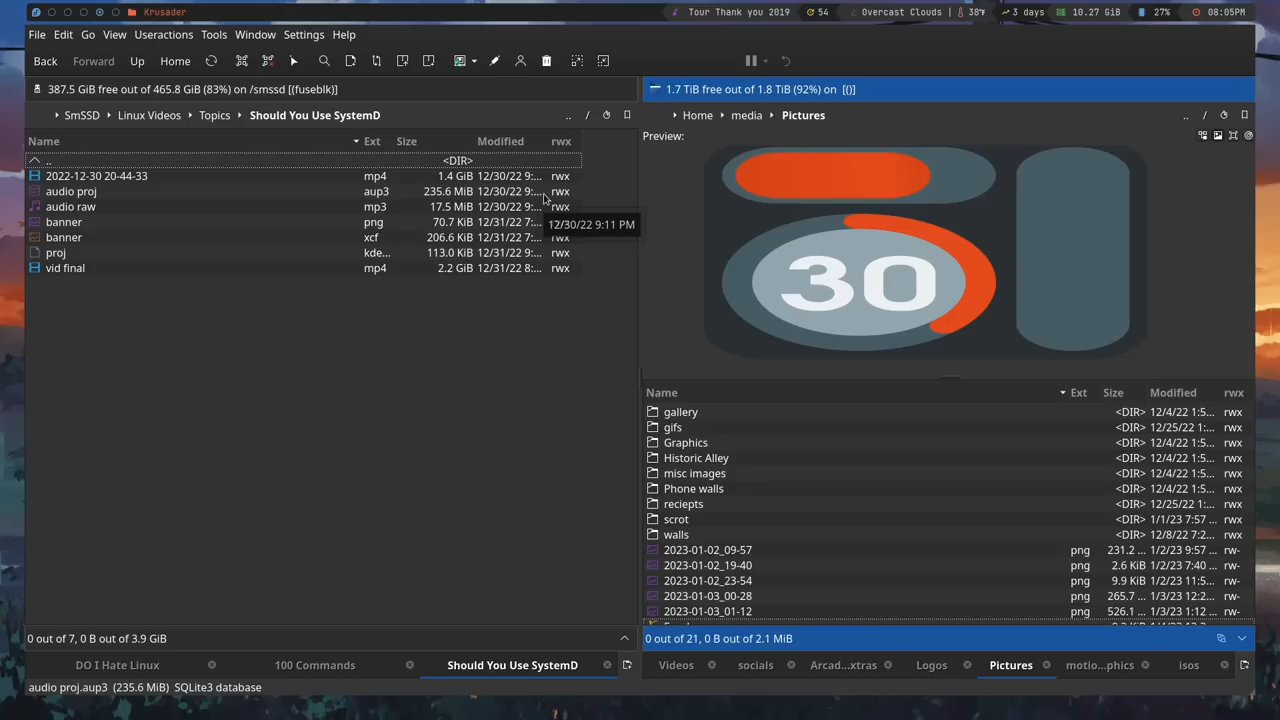 Krusader
Tour Thank you 2019
54
Overcast Clouds
38°
3 days
10.27 GiB
27%
08:05PM
File Edit Go View Useractions Tools Window Settings Help
Back Forward Up Home
387.5 GiB free out of 465.8 GiB (83%) on /smssd [(fuseblk)]
SmSSD Linux Videos Topics Should You Use SystemD .. /
Name Ext Size Modified rwx
.. <DIR>
2022-12-30 20-44-33 mp4 1.4 GiB 12/30/22 9:... rwx
audio proj aup3 235.6 MiB 12/30/22 9:... rwx
audio raw mp3 17.5 MiB 12/30/22 9:... rwx
banner png 70.7 KiB 12/31/22 7:...
12/30/22 9:11 PM
banner xcf 206.6 KiB 12/31/22 7:... rwx
proj kde... 113.0 KiB 12/31/22 9:... rwx
vid final mp4 2.2 GiB 12/31/22 8:... rwx
0 out of 7, 0 B out of 3.9 GiB
DO I Hate Linux 100 Commands Should You Use SystemD
audio proj.aup3 (235.6 MiB) SQLite3 database
1.7 TiB free out of 1.8 TiB (92%) on [()]
Home media Pictures .. /
Preview:
30
Name Ext Size Modified rwx
gallery <DIR> 12/4/22 1:5... rwx
gifs <DIR> 12/25/22 1:... rwx
Graphics <DIR> 12/4/22 1:5... rwx
Historic Alley <DIR> 12/4/22 1:5... rwx
misc images <DIR> 12/4/22 1:5... rwx
Phone walls <DIR> 12/4/22 1:5... rwx
reciepts <DIR> 12/25/22 1:... rwx
scrot <DIR> 1/1/23 7:57 ... rwx
walls <DIR> 12/8/22 7:2... rwx
2023-01-02_09-57 png 231.2 ... 1/2/23 9:57 ... rw-
2023-01-02_19-40 png 2.6 KiB 1/2/23 7:40 ... rw-
2023-01-02_23-54 png 9.9 KiB 1/2/23 11:5... rw-
2023-01-03_00-28 png 265.7 ... 1/3/23 12:2... rw-
2023-01-03_01-12 png 526.1 ... 1/3/23 1:12 ... rw-
0 out of 21, 0 B out of 2.1 MiB
Videos socials Arcad...xtras Logos Pictures motio...phics isos